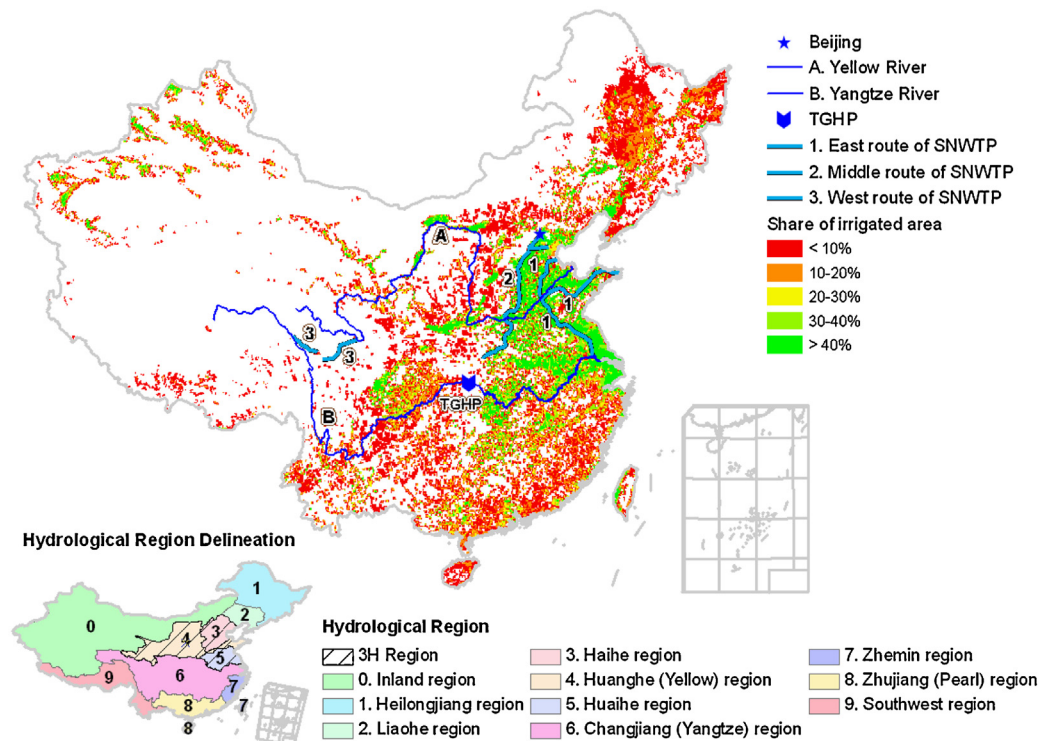 Beijing
A. Yellow River
B. Yangtze River
TGHP
1. East route of SNWTP
2. Middle route of SNWTP
3. West route of SNWTP
Share of irrigated area
< 10%
10-20%
20-30%
30-40%
> 40%
Beijing
A
2
1
1
1
3
3
B
TGHP
Hydrological Region Delineation
0
1
2
3
4
5
6
7
7
8
8
9
Hydrological Region
3H Region
0. Inland region
1. Heilongjiang region
2. Liaohe region
3. Haihe region
4. Huanghe (Yellow) region
5. Huaihe region
6. Changjiang (Yangtze) region
7. Zhemin region
8. Zhujiang (Pearl) region
9. Southwest region